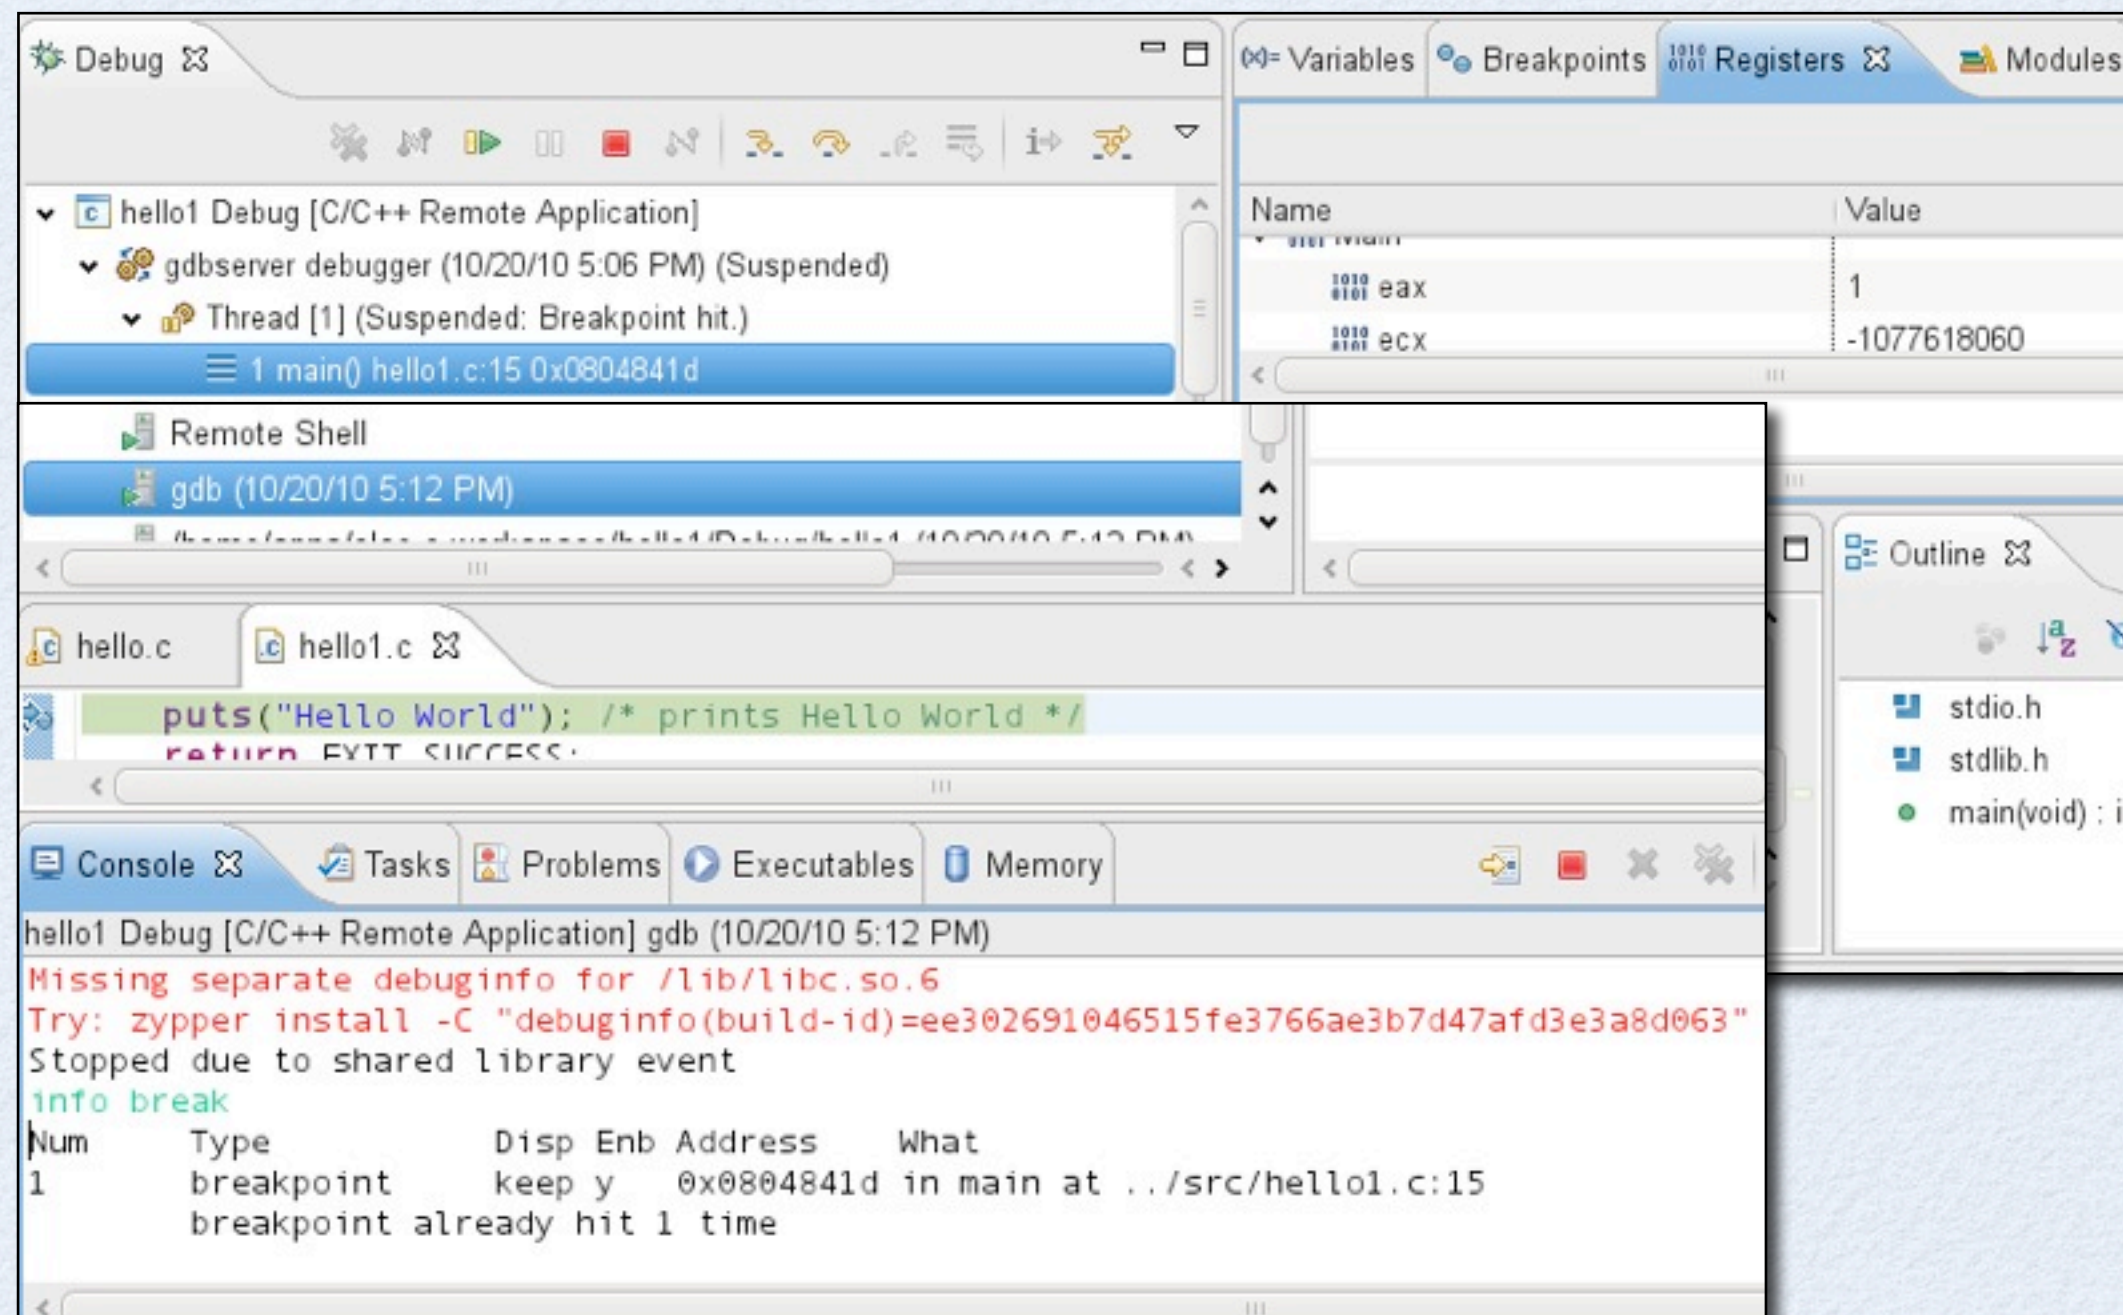 Debug
(x)= Variables
Breakpoints
1010 0101 Registers
Modules
hello1 Debug [C/C++ Remote Application]
gdbserver debugger (10/20/10 5:06 PM) (Suspended)
Thread [1] (Suspended: Breakpoint hit.)
1 main() hello1.c:15 0x0804841d
Name Value
Main
eax 1
ecx -1077618060
Remote Shell
gdb (10/20/10 5:12 PM)
hello.c
hello1.c
puts("Hello World"); /* prints Hello World */
return EXIT_SUCCESS;
Outline
stdio.h
stdlib.h
main(void) : i
Console
Tasks
Problems
Executables
Memory
hello1 Debug [C/C++ Remote Application] gdb (10/20/10 5:12 PM)
Missing separate debuginfo for /lib/libc.so.6
Try: zypper install -C "debuginfo(build-id)=ee302691046515fe3766ae3b7d47afd3e3a8d063"
Stopped due to shared library event
info break
Num Type Disp Enb Address What
1 breakpoint keep y 0x0804841d in main at ../src/hello1.c:15
breakpoint already hit 1 time